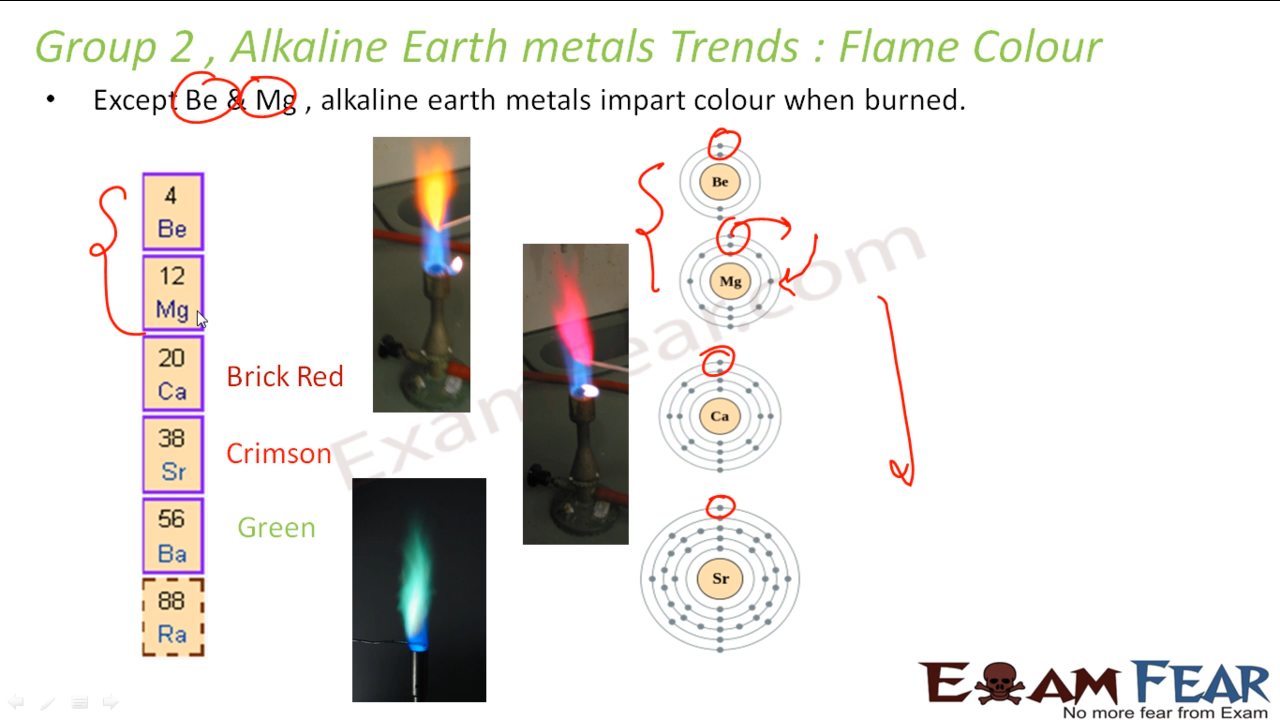 Group 2 , Alkaline Earth metals Trends : Flame Colour
• Except Be & Mg , alkaline earth metals impart colour when burned.
4
Be
12
Mg
20
Ca
Brick Red
38
Sr
Crimson
56
Ba
Green
88
Ra
Be
Mg
Ca
Sr
ExamFear.com
EXAM FEAR
No more fear from Exam